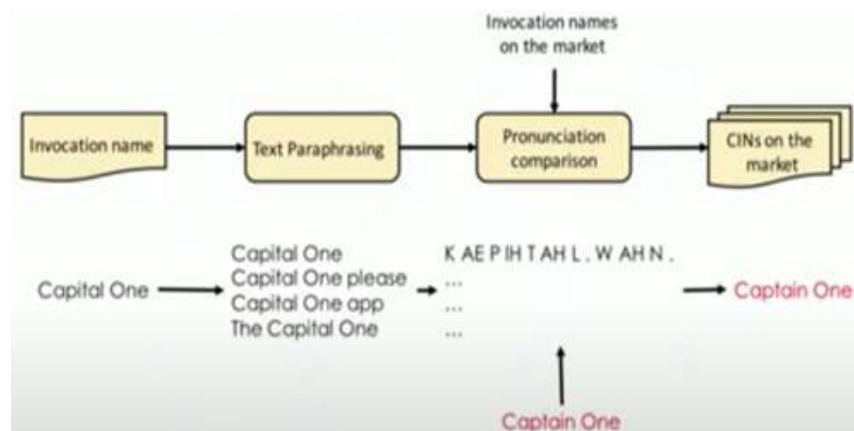 Invocation names
on the market
Invocation name
Text Paraphrasing
Pronunciation
comparison
CINs on the
market
Capital One
Capital One
Capital One please
Capital One app
The Capital One
K AE P IH T AH L . W AH N .
...
...
...
Captain One
Captain One